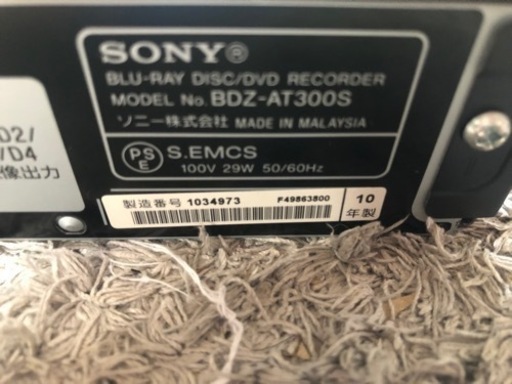 SONY®
BLU-RAY DISC/DVD RECORDER
MODEL No. BDZ-AT300S
ソニー株式会社 MADE IN MALAYSIA
PS
E
S.EMCS
100V 29W 50/60Hz
D2/
/D4
像出力
製造番号 1034973
F49863800
10
年製